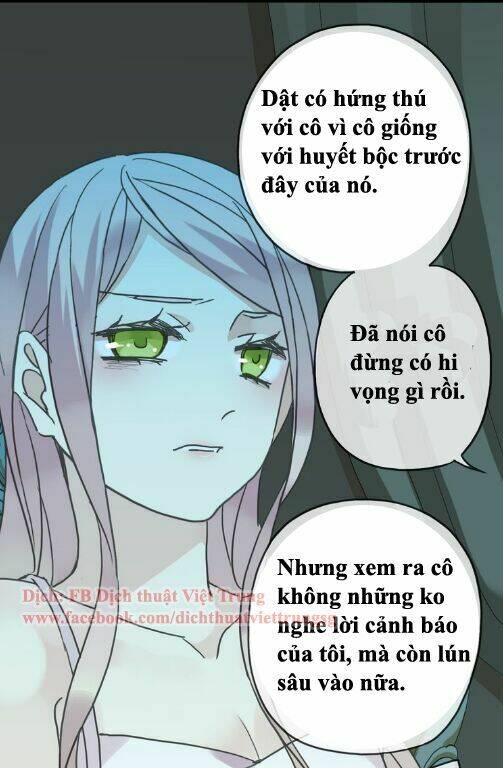 Dật có hứng thú
với cô vì cô giống
với huyết bộc trước
đây của nó.
Đã nói cô
đừng có hi
vọng gì rồi.
Nhưng xem ra cô
không những ko
nghe lời cảnh báo
của tôi, mà còn lún
sâu vào nữa.
Dịch: FB Dịch thuật Việt Trung
www.facebook.com/dichthuatviettrungsg